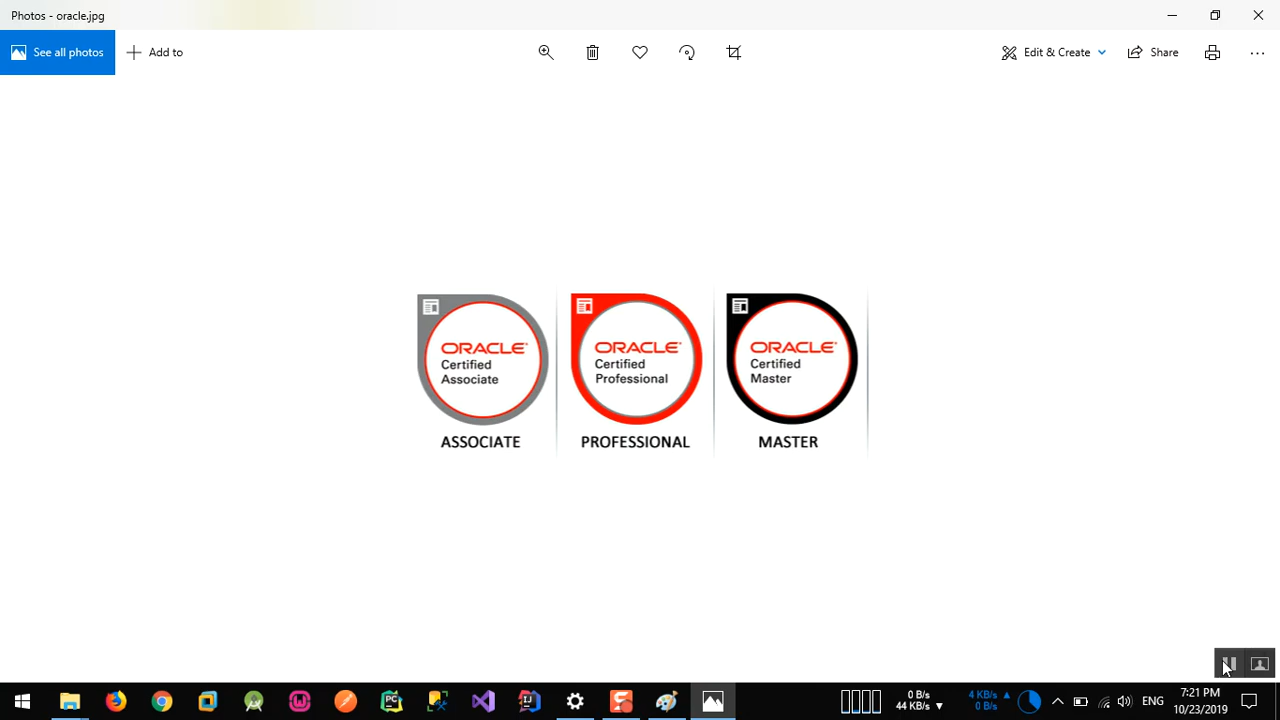 Photos - oracle.jpg
See all photos
Add to
Edit & Create
Share
ORACLE
Certified
Associate
ASSOCIATE
ORACLE
Certified
Professional
PROFESSIONAL
ORACLE
Certified
Master
MASTER
0 B/s
44 KB/s
4 KB/s
0 B/s
ENG
7:21 PM
10/23/2019